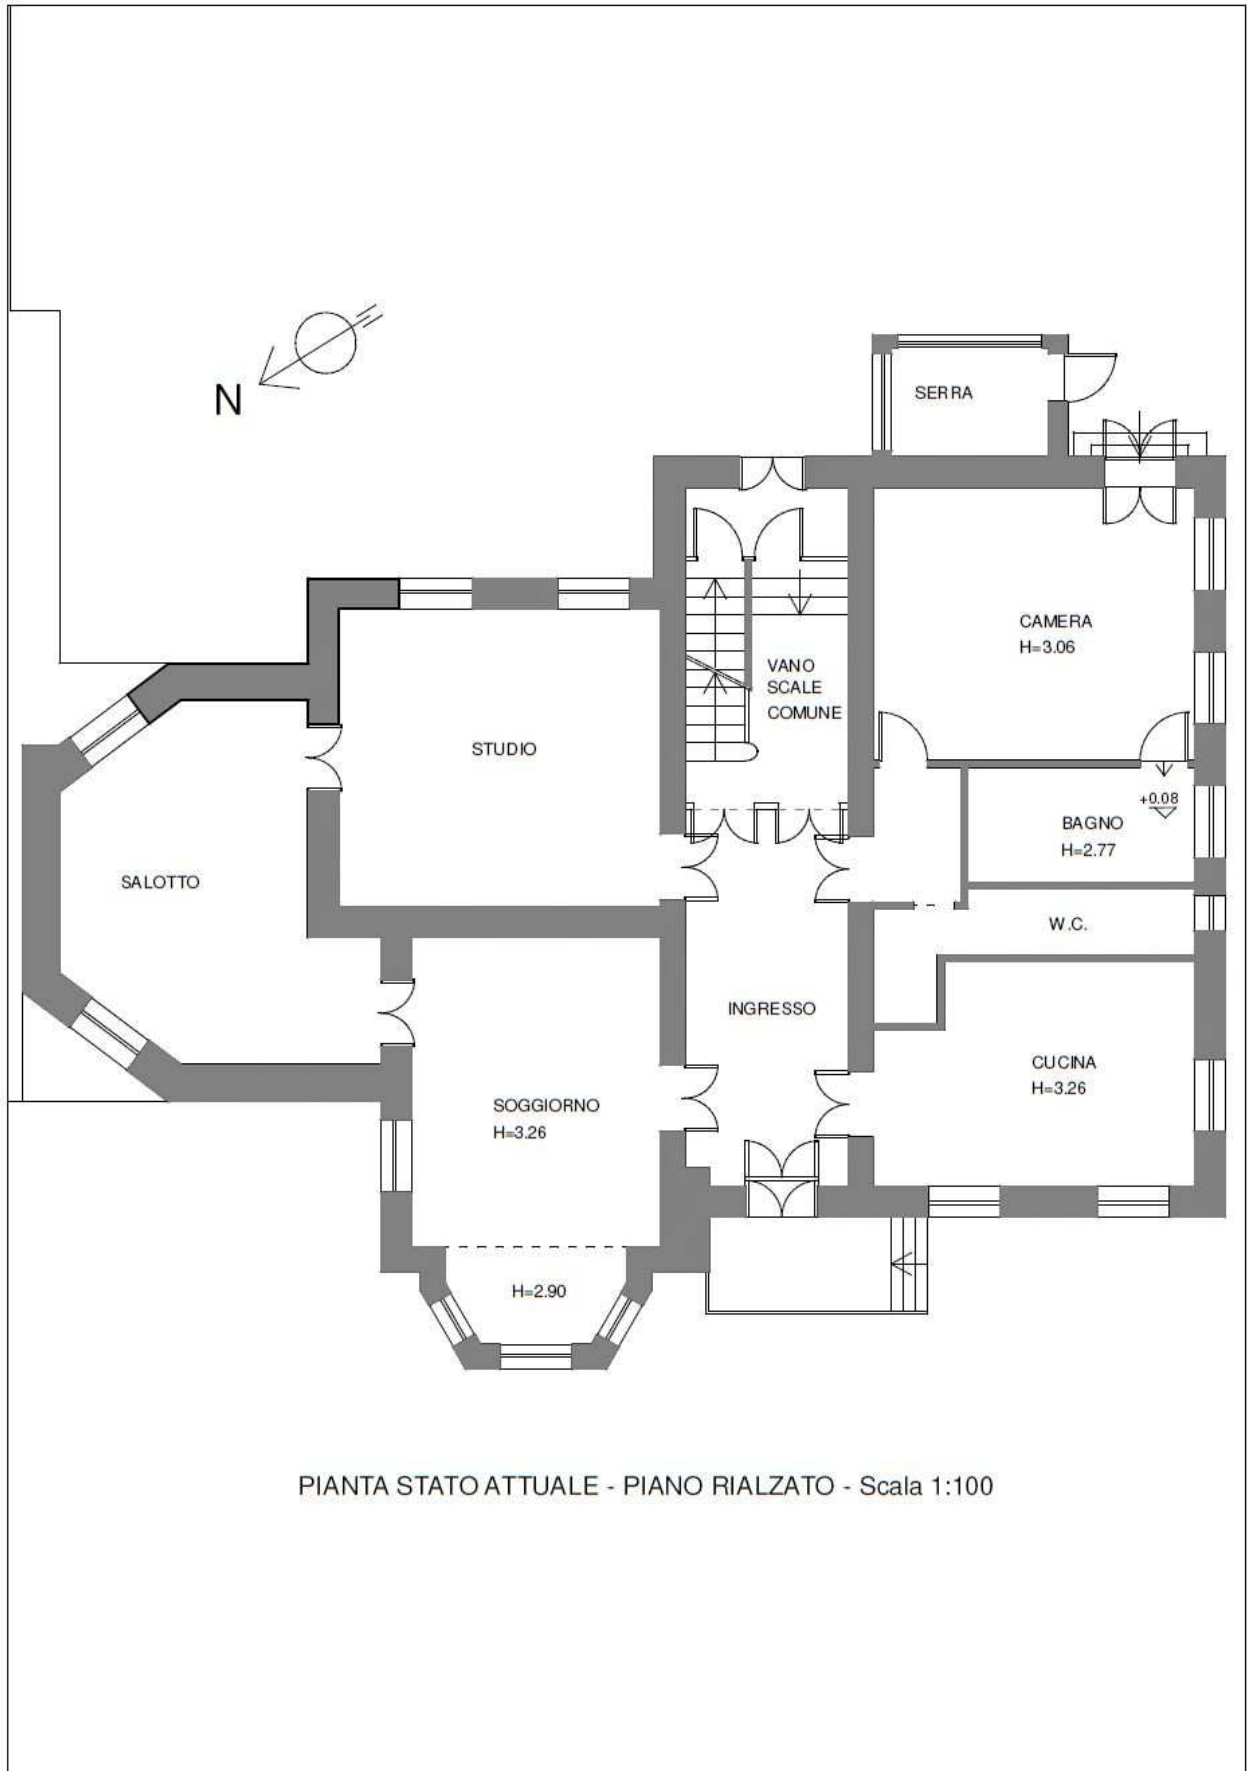 N
SERRA
CAMERA
H=3.06
VANO
SCALE
COMUNE
STUDIO
+0.08
BAGNO
H=2.77
SALOTTO
W.C.
INGRESSO
CUCINA
H=3.26
SOGGIORNO
H=3.26
H=2.90
PIANTA STATO ATTUALE - PIANO RIALZATO - Scala 1:100